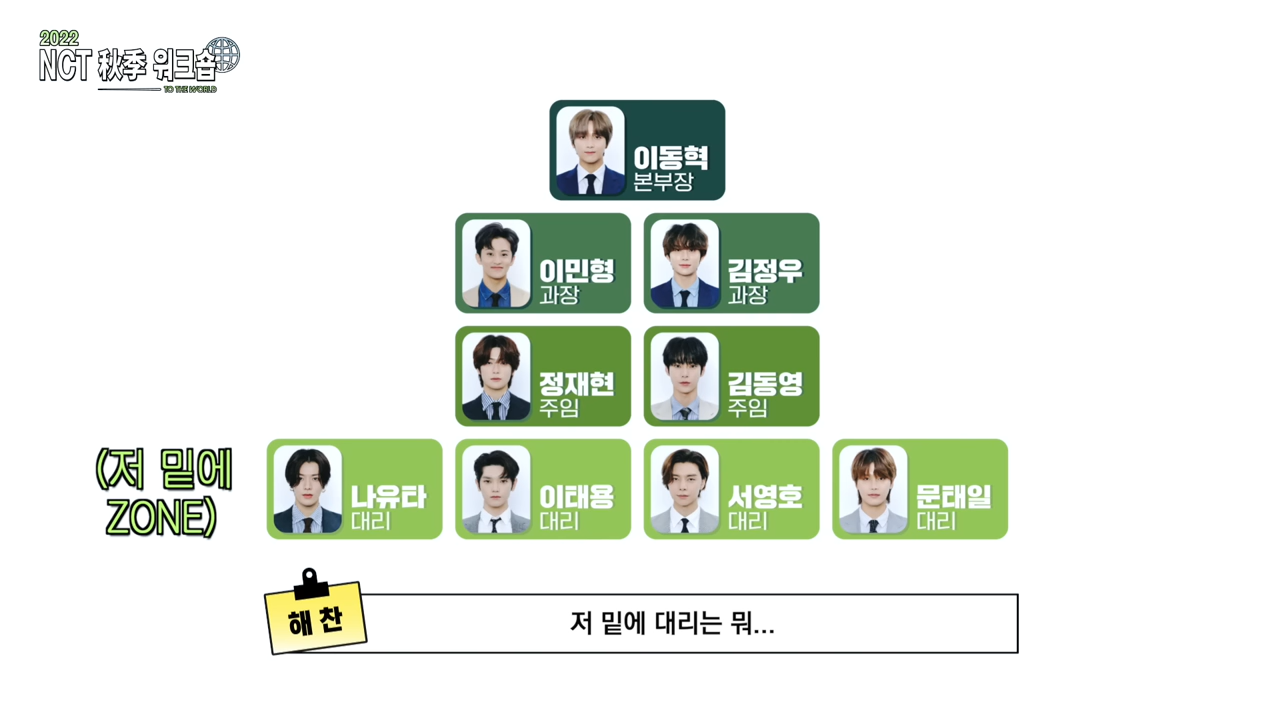 2022
NCT 秋季 워크숍
TO THE WORLD
이동혁
본부장
이민형
과장
김정우
과장
정재현
주임
김동영
주임
(저 밑에
ZONE)
나유타
대리
이태용
대리
서영호
대리
문태일
대리
해찬
저 밑에 대리는 뭐...